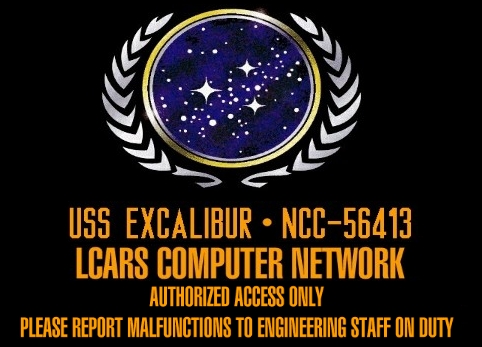 USS EXCALIBUR • NCC-56413
LCARS COMPUTER NETWORK
AUTHORIZED ACCESS ONLY
PLEASE REPORT MALFUNCTIONS TO ENGINEERING STAFF ON DUTY